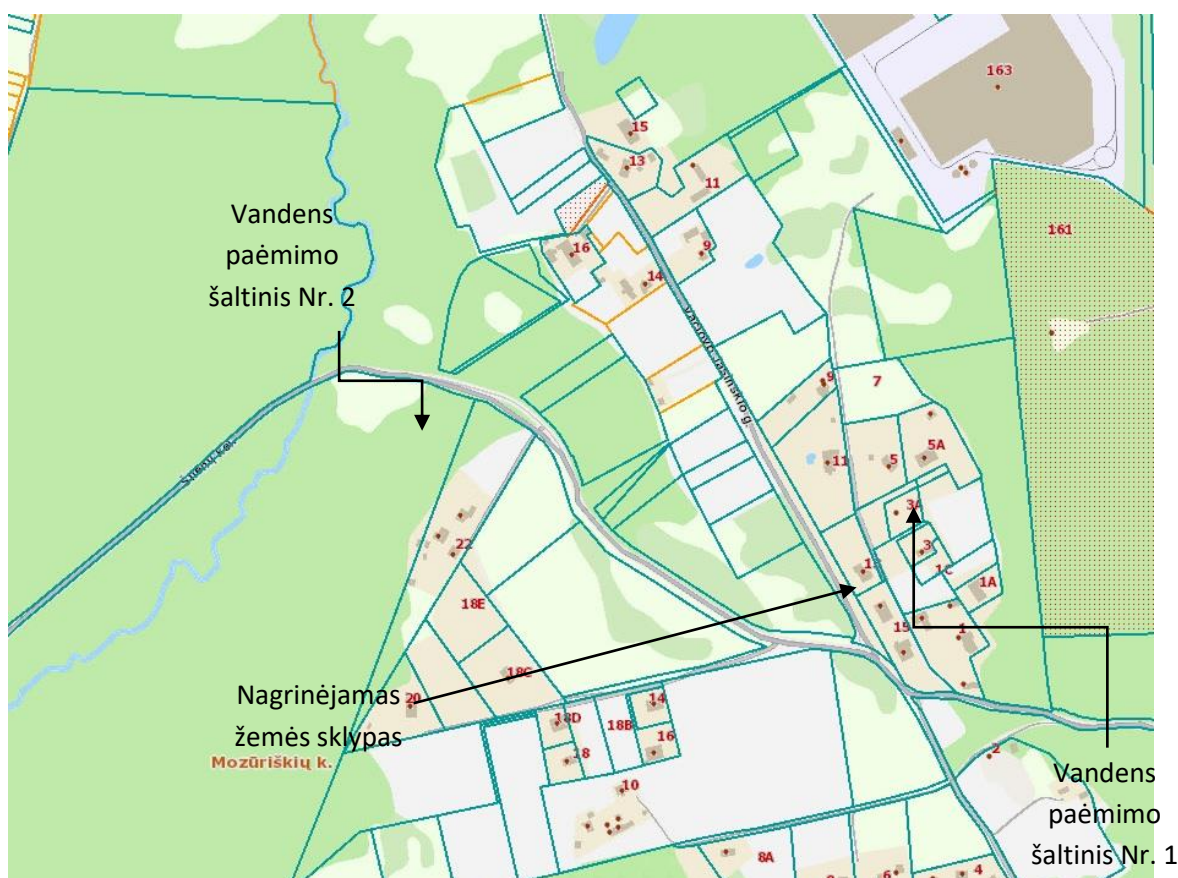 163
15
13
11
161
Vandens
paėmimo
šaltinis Nr. 2
16
9
14
9
7
11
5
5A
3A
3
1C
1A
22
18E
15
1
18C
20
Nagrinėjamas
žemės sklypas
14
18D
18B
16
18
Mozūriškių k.
2
10
Vandens
paėmimo
šaltinis Nr. 1
8A
6
4